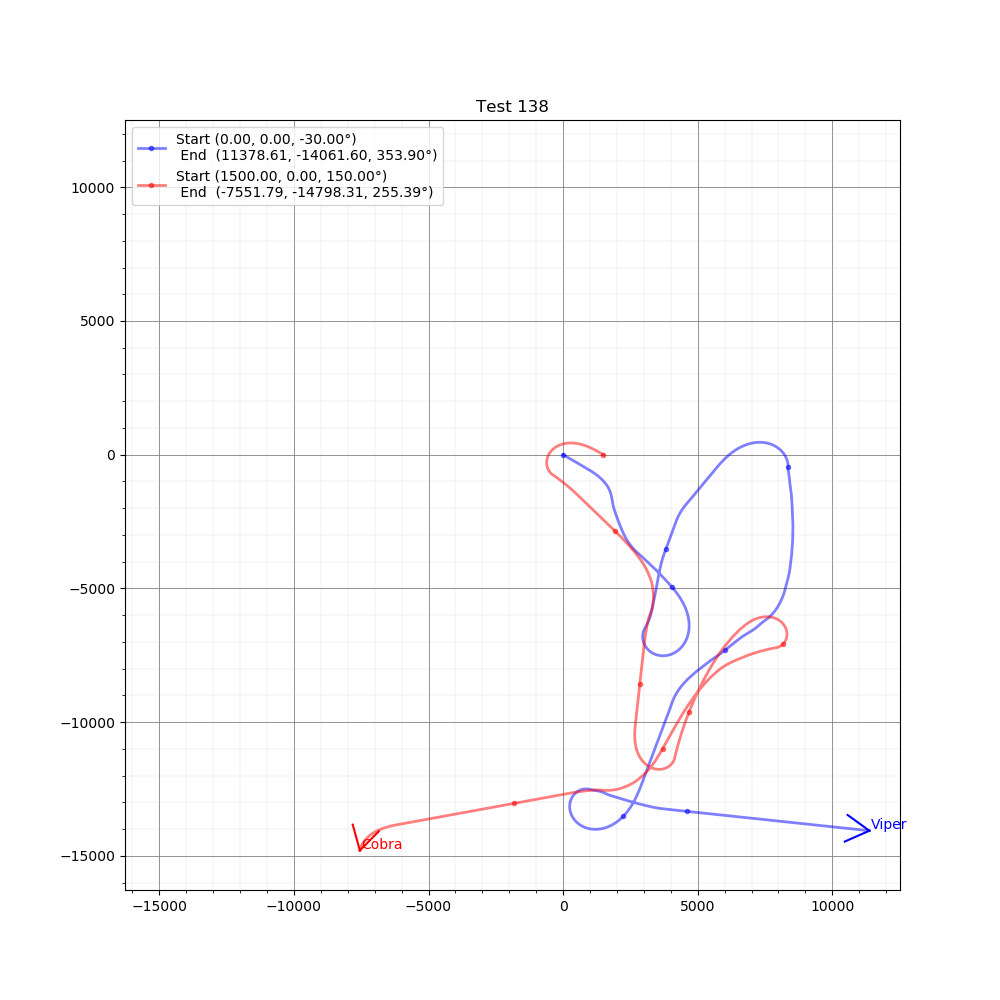 Test 138
Start (0.00, 0.00, -30.00°)
End  (11378.61, -14061.60, 353.90°)
Start (1500.00, 0.00, 150.00°)
End  (-7551.79, -14798.31, 255.39°)
10000
5000
0
−5000
−10000
−15000
Viper
Cobra
−15000 −10000 −5000 0 5000 10000